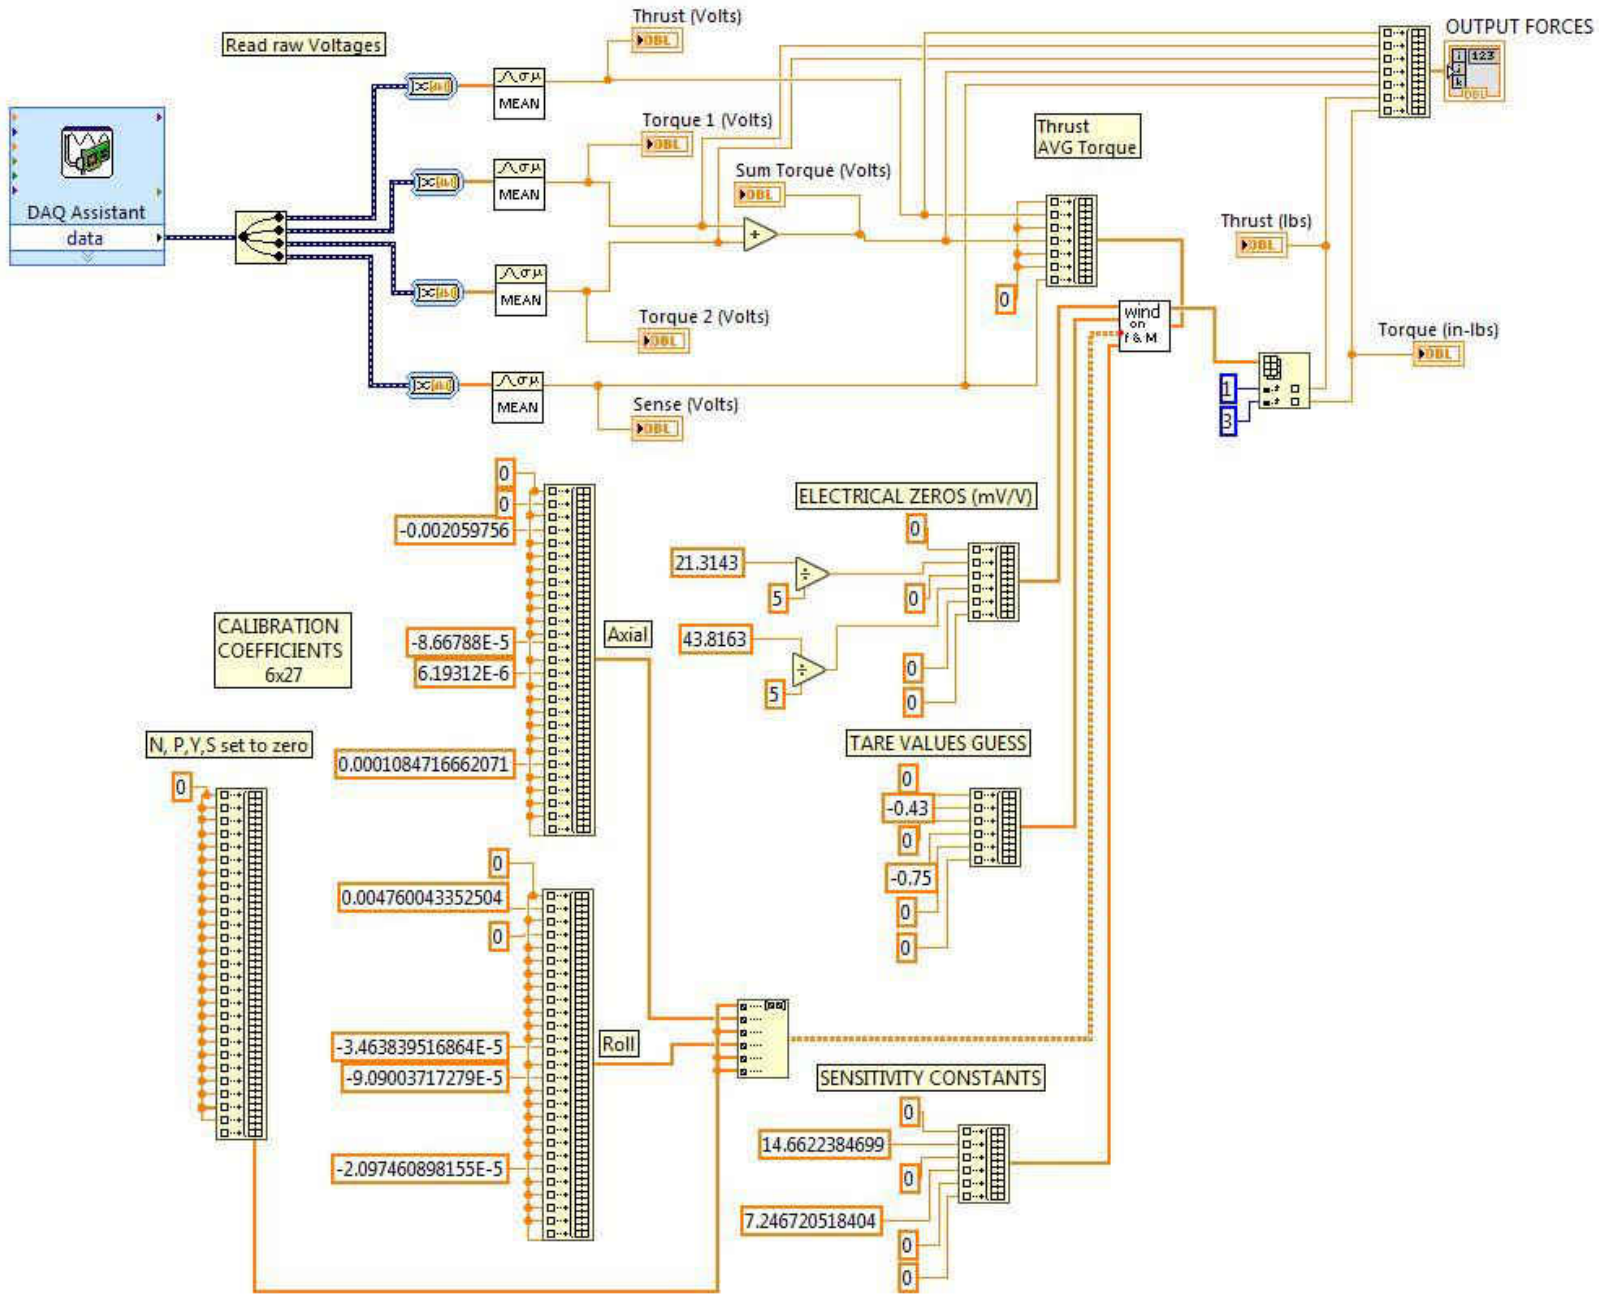 Thrust (Volts)
OUTPUT FORCES
Read raw Voltages
DBL
123
i
k
DBL
MEAN
Torque 1 (Volts)
DBL
Thrust
AVG Torque
MEAN
Sum Torque (Volts)
DBL
DAQ Assistant
data
Thrust (lbs)
DBL
MEAN
0
wind
on
f & M
Torque 2 (Volts)
DBL
Torque (in-lbs)
DBL
MEAN
1
3
Sense (Volts)
DBL
0
0
-0.002059756
ELECTRICAL ZEROS (mV/V)
0
21.3143
5
0
CALIBRATION
COEFFICIENTS
6x27
-8.66788E-5
Axial
43.8163
6.19312E-6
5
0
0
N, P,Y,S set to zero
0.0001084716662071
TARE VALUES GUESS
0
0
-0.43
0
-0.75
0
0
0
0.004760043352504
0
-3.463839516864E-5
Roll
-9.09003717279E-5
SENSITIVITY CONSTANTS
0
14.6622384699
-2.097460898155E-5
0
7.246720518404
0
0